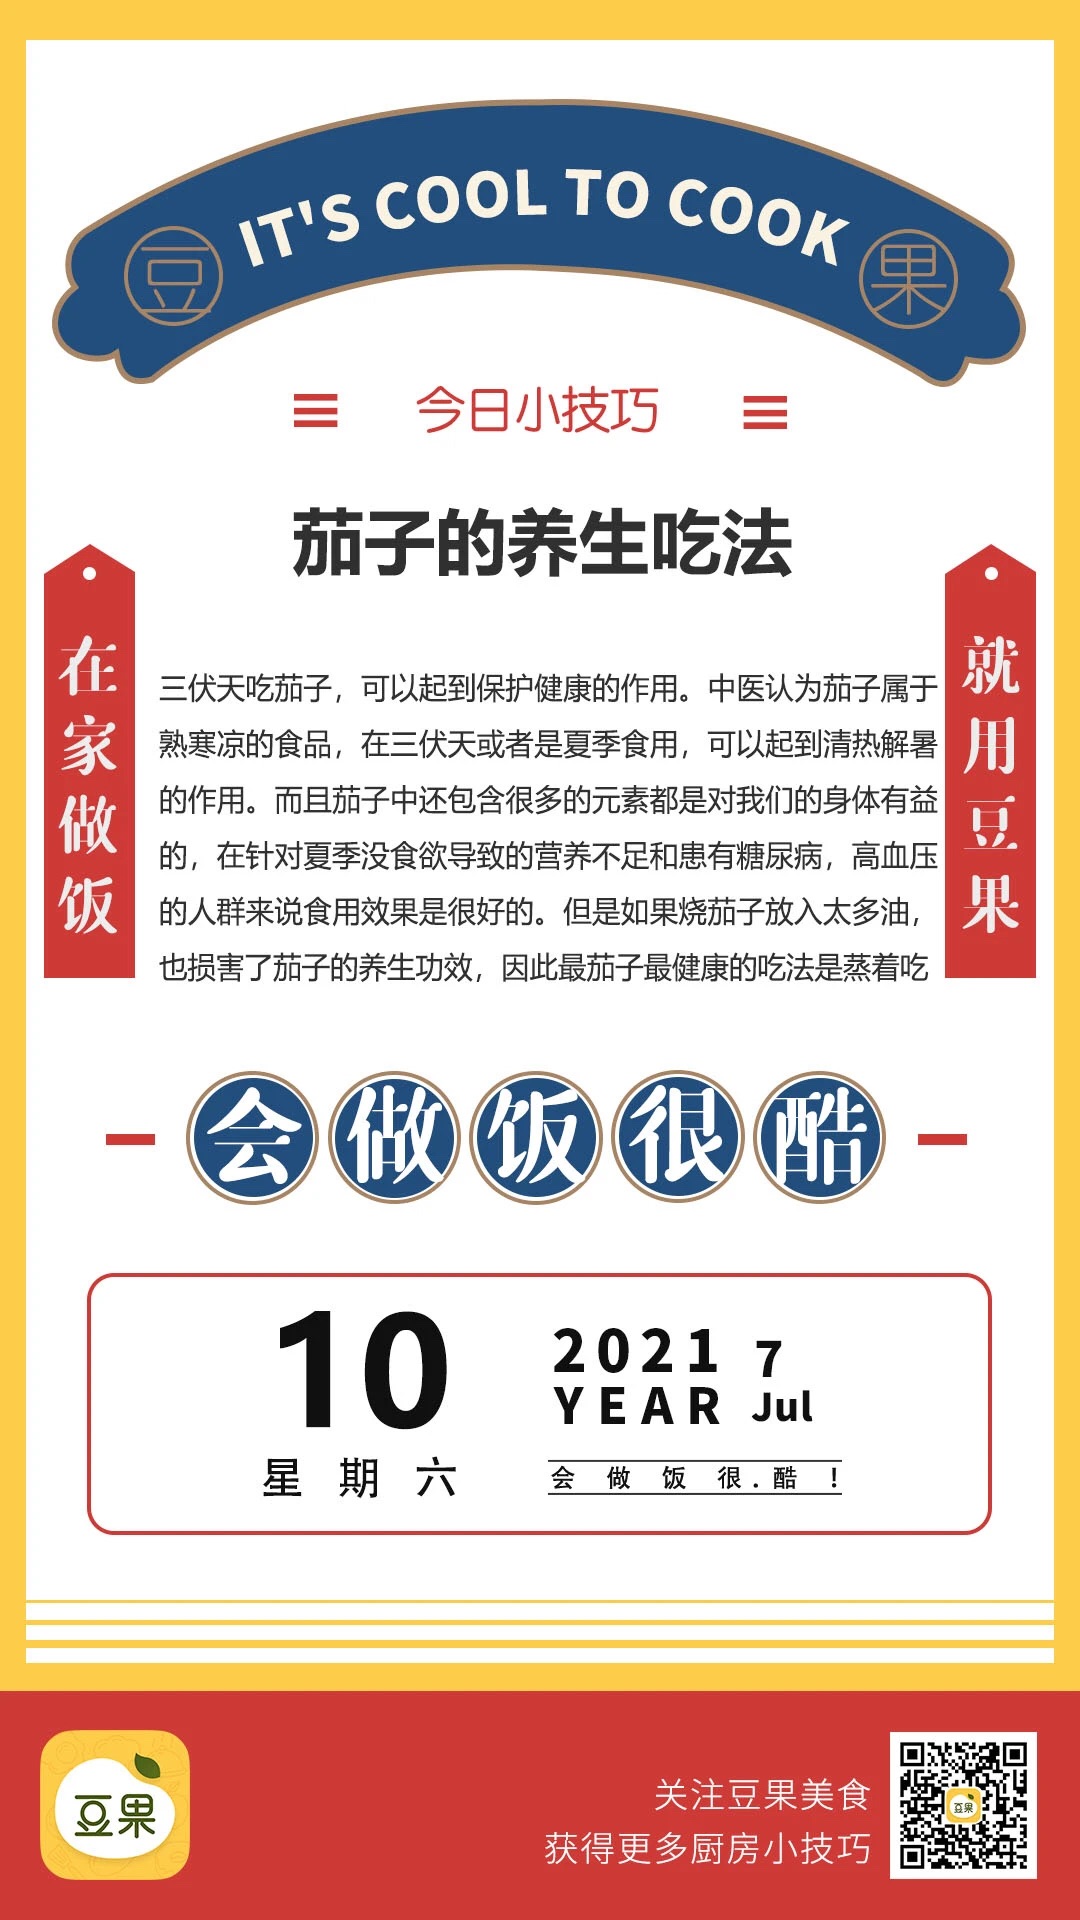 IT'S COOL TO COOK
豆
果
今日小技巧
茄子的养生吃法
在家做饭
就用豆果
三伏天吃茄子，可以起到保护健康的作用。中医认为茄子属于
熟寒凉的食品，在三伏天或者是夏季食用，可以起到清热解暑
的作用。而且茄子中还包含很多的元素都是对我们的身体有益
的，在针对夏季没食欲导致的营养不足和患有糖尿病，高血压
的人群来说食用效果是很好的。但是如果烧茄子放入太多油，
也损害了茄子的养生功效，因此最茄子最健康的吃法是蒸着吃
会做饭很酷
10
星期六
2021 7
YEAR Jul
会做饭很.酷！
豆果
关注豆果美食
获得更多厨房小技巧
豆果